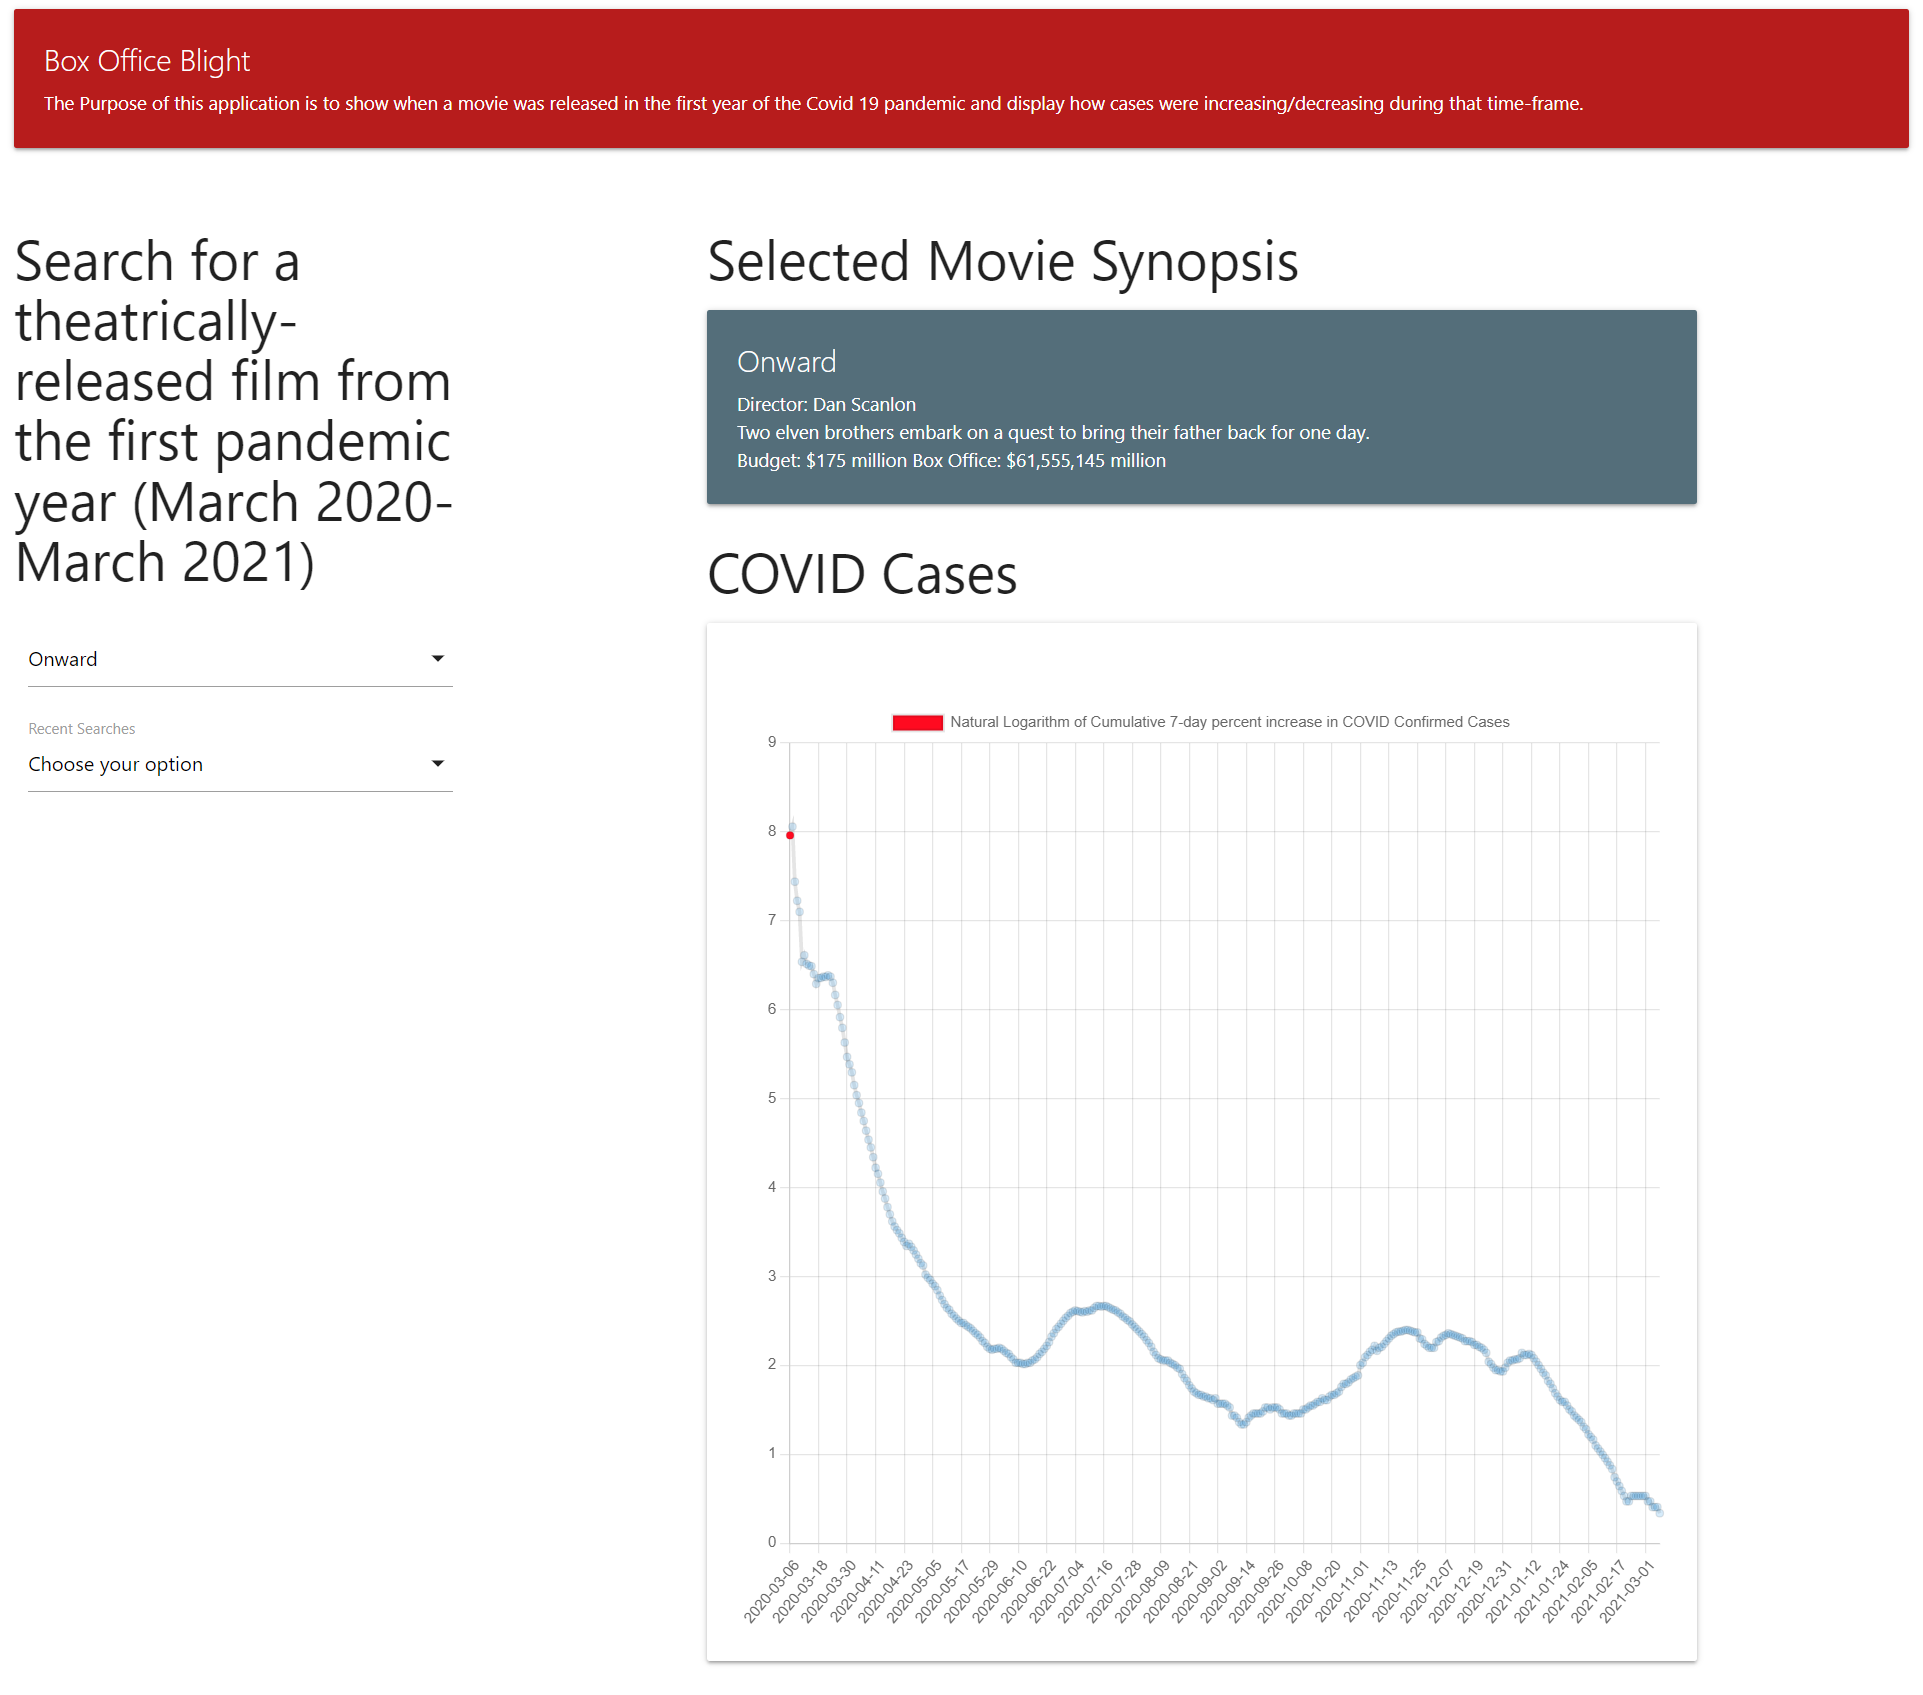 Box Office Blight
The Purpose of this application is to show when a movie was released in the first year of the Covid 19 pandemic and display how cases were increasing/decreasing during that time-frame.
Search for a
theatrically-
released film from
the first pandemic
year (March 2020-
March 2021)
Onward
Recent Searches
Choose your option
Selected Movie Synopsis
Onward
Director: Dan Scanlon
Two elven brothers embark on a quest to bring their father back for one day.
Budget: $175 million Box Office: $61,555,145 million
COVID Cases
Natural Logarithm of Cumulative 7-day percent increase in COVID Confirmed Cases
9
8
7
6
5
4
3
2
1
0
2020-03-06
2020-03-18
2020-03-30
2020-04-11
2020-04-23
2020-05-05
2020-05-17
2020-05-29
2020-06-10
2020-06-22
2020-07-04
2020-07-16
2020-07-28
2020-08-09
2020-08-21
2020-09-02
2020-09-14
2020-09-26
2020-10-08
2020-10-20
2020-11-01
2020-11-13
2020-11-25
2020-12-07
2020-12-19
2020-12-31
2021-01-12
2021-01-24
2021-02-05
2021-02-17
2021-03-01